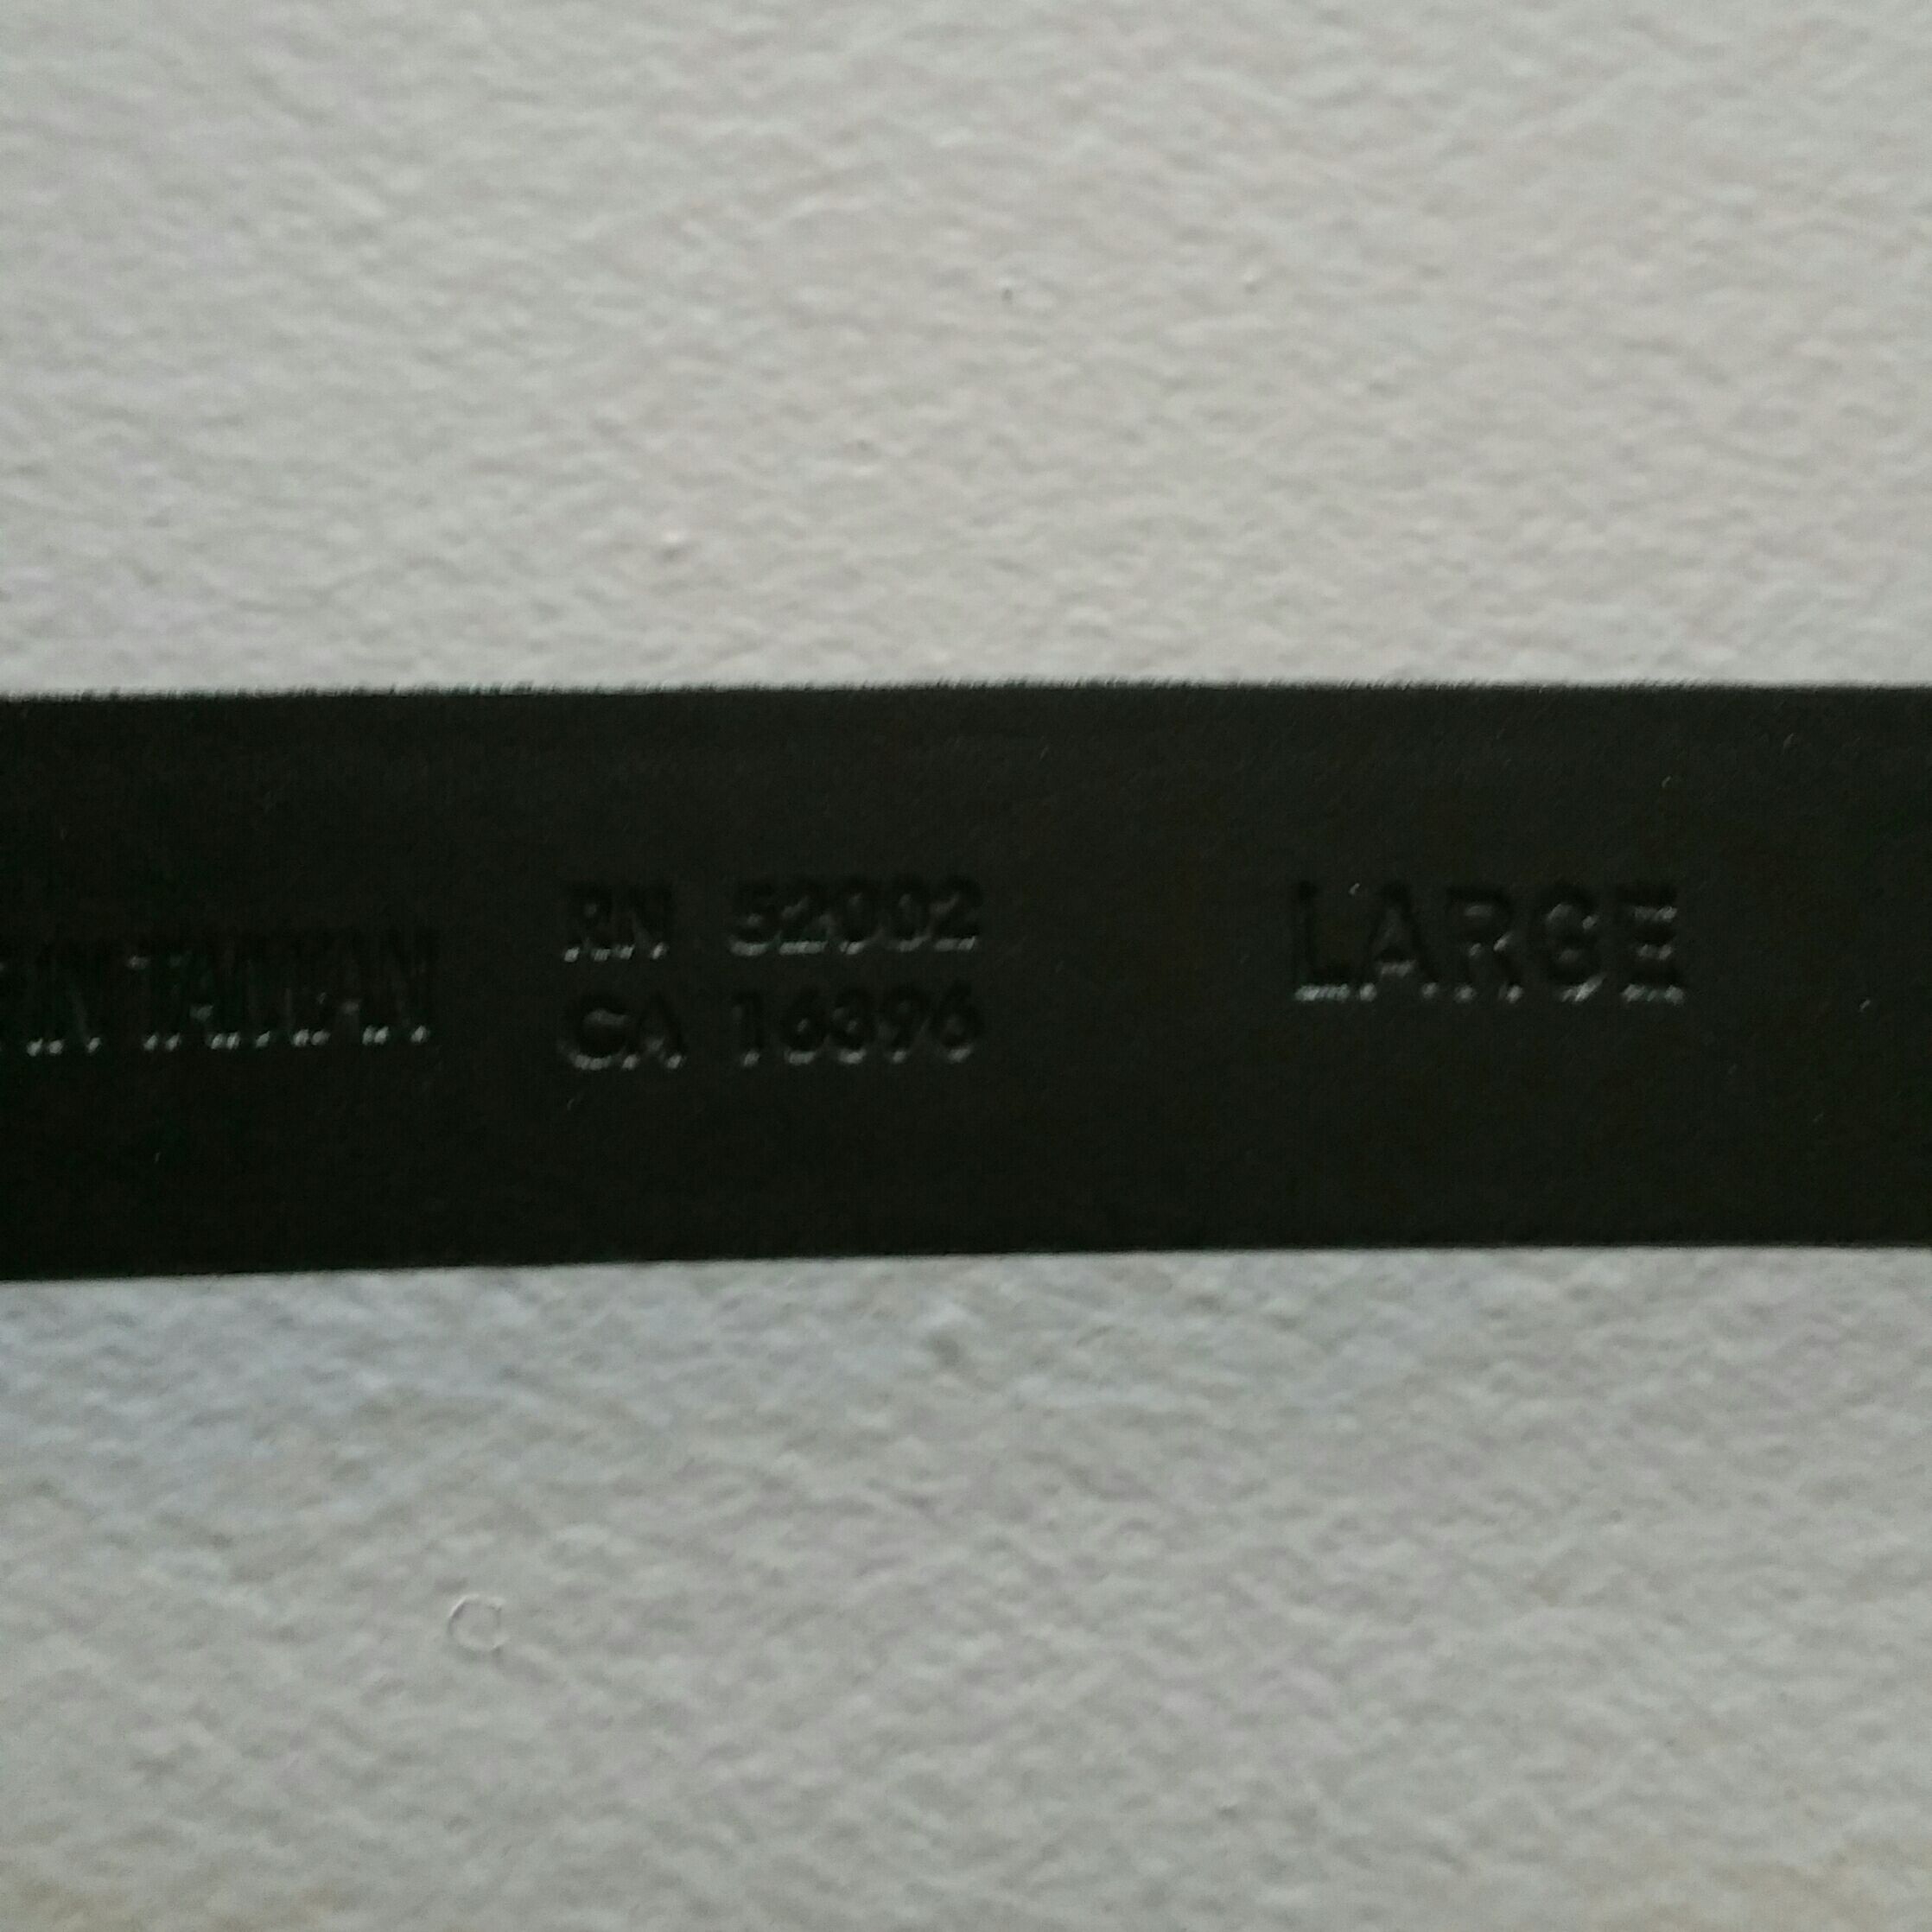 IN TAIWAN
RN 52002
CA 16396
LARGE